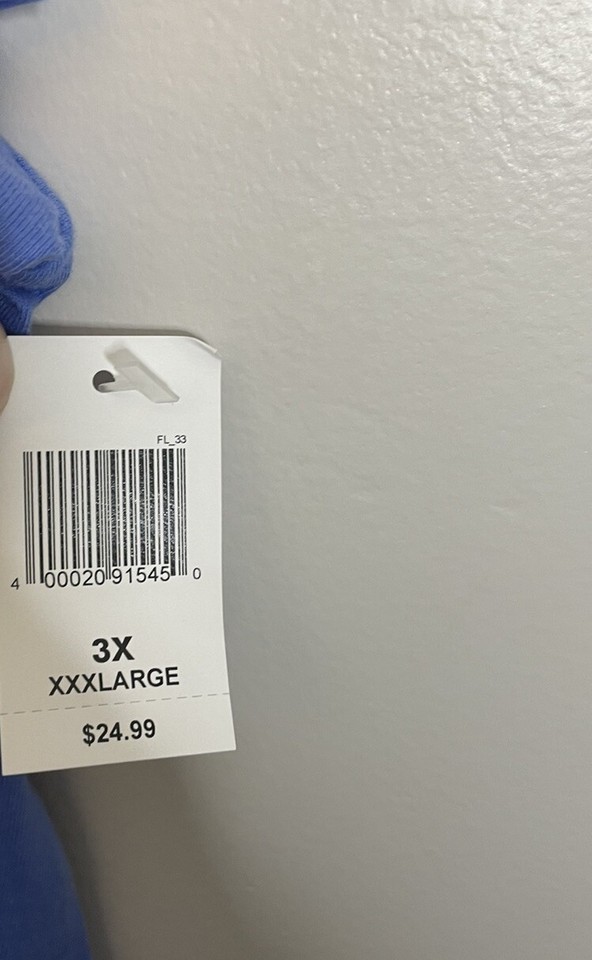 FL_33
4 00020 91545 0
3X
XXXLARGE
$24.99